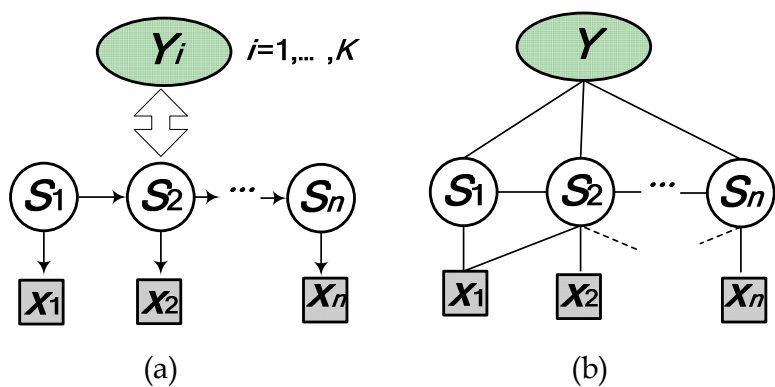 Yi i=1,... ,K Y
S1 S2 ... Sn S1 S2 ... Sn
x1 x2 xn x1 x2 xn
(a) (b)